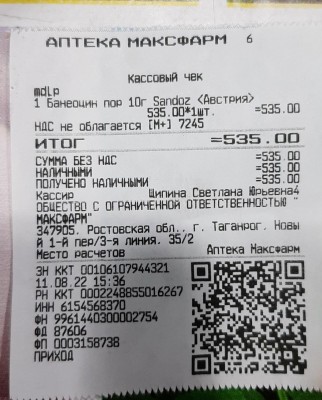 АПТЕКА МАКСФАРМ 6
Кассовый чек
mdlp
1 Банеоцин пор 10г Sandoz <Австрия>
535.00*1шт. =535.00
НДС не облагается [М+] 7245
ИТОГ =535.00
СУММА БЕЗ НДС =535.00
НАЛИЧНЫМИ =535.00
ПОЛУЧЕНО НАЛИЧНЫМИ =535.00
Кассир Щипина Светлана Юрьевна4
ОБЩЕСТВО С ОГРАНИЧЕННОЙ ОТВЕТСТВЕННОСТЬЮ "
МАКСФАРМ"
347905. Ростовская обл., г. Таганрог. Новы
й 1-й пер/3-я линия. 35/2
Место расчетов Аптека Максфарм
ЗН ККТ 00106107944321
11.08.22 15:36
РН ККТ 0002248855016267
ИНН 6154568370
ФН 9961440300002754
ФД 87606
ФП 0003158738
ПРИХОД